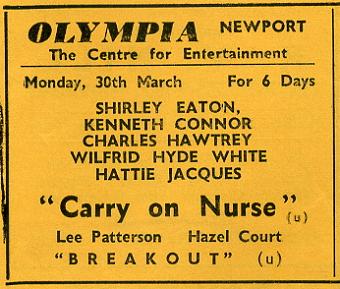 OLYMPIA NEWPORT
The Centre for Entertainment
Monday, 30th March For 6 Days
SHIRLEY EATON,
KENNETH CONNOR
CHARLES HAWTREY
WILFRID HYDE WHITE
HATTIE JACQUES
"Carry on Nurse" (u)
Lee Patterson Hazel Court
"BREAKOUT" (u)